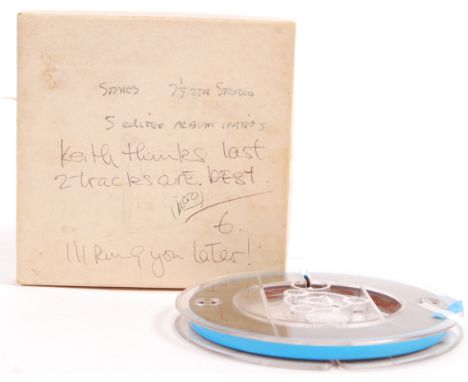 STONES 7½ IPS STEREO
5 EDITED ALBUM INTROS
Keith thinks last
2-tracks are. best.
6.
I'll Ring you Later!